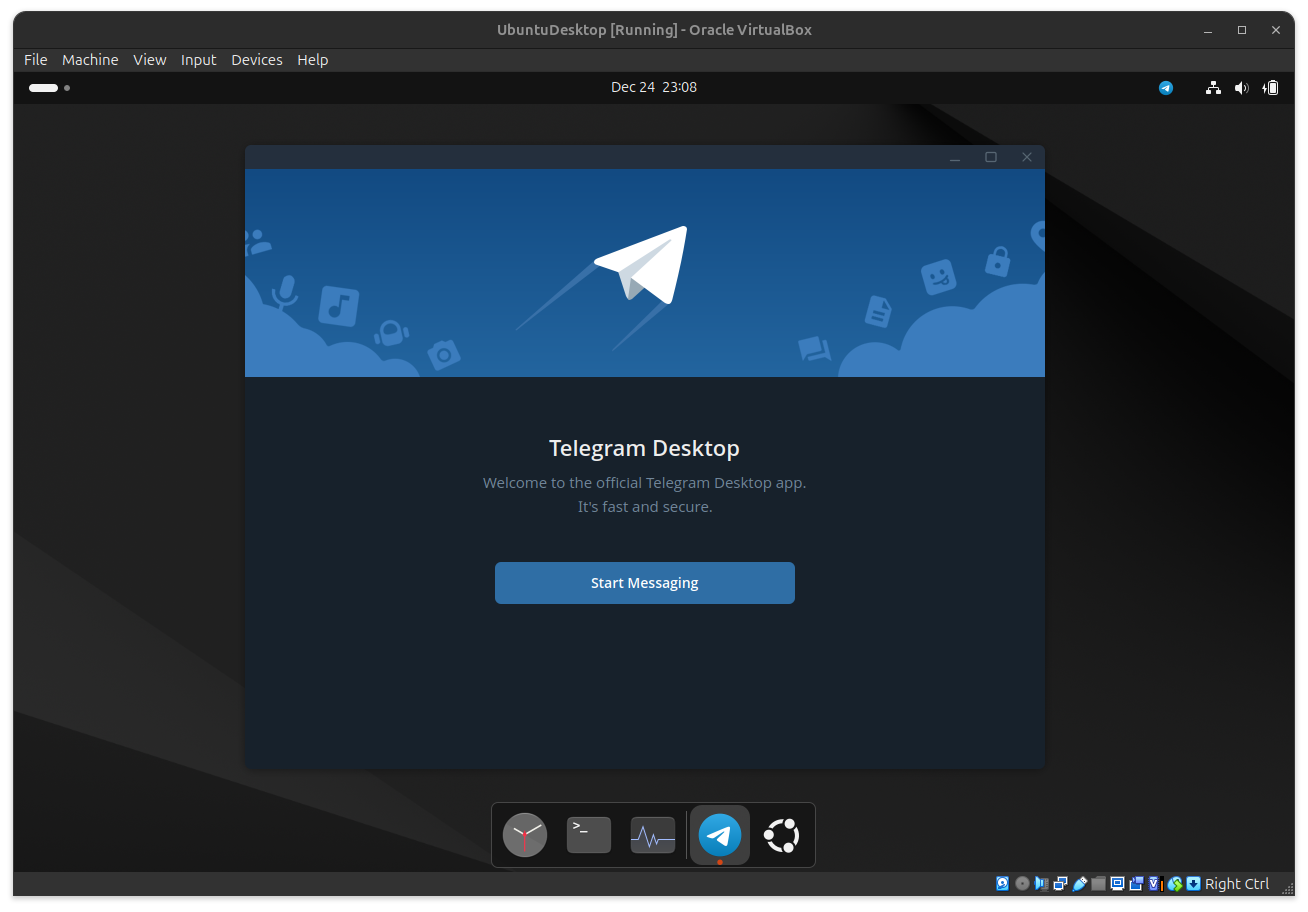 UbuntuDesktop [Running] - Oracle VirtualBox
File Machine View Input Devices Help
Dec 24 23:08
Telegram Desktop
Welcome to the official Telegram Desktop app.
It's fast and secure.
Start Messaging
>_
Right Ctrl